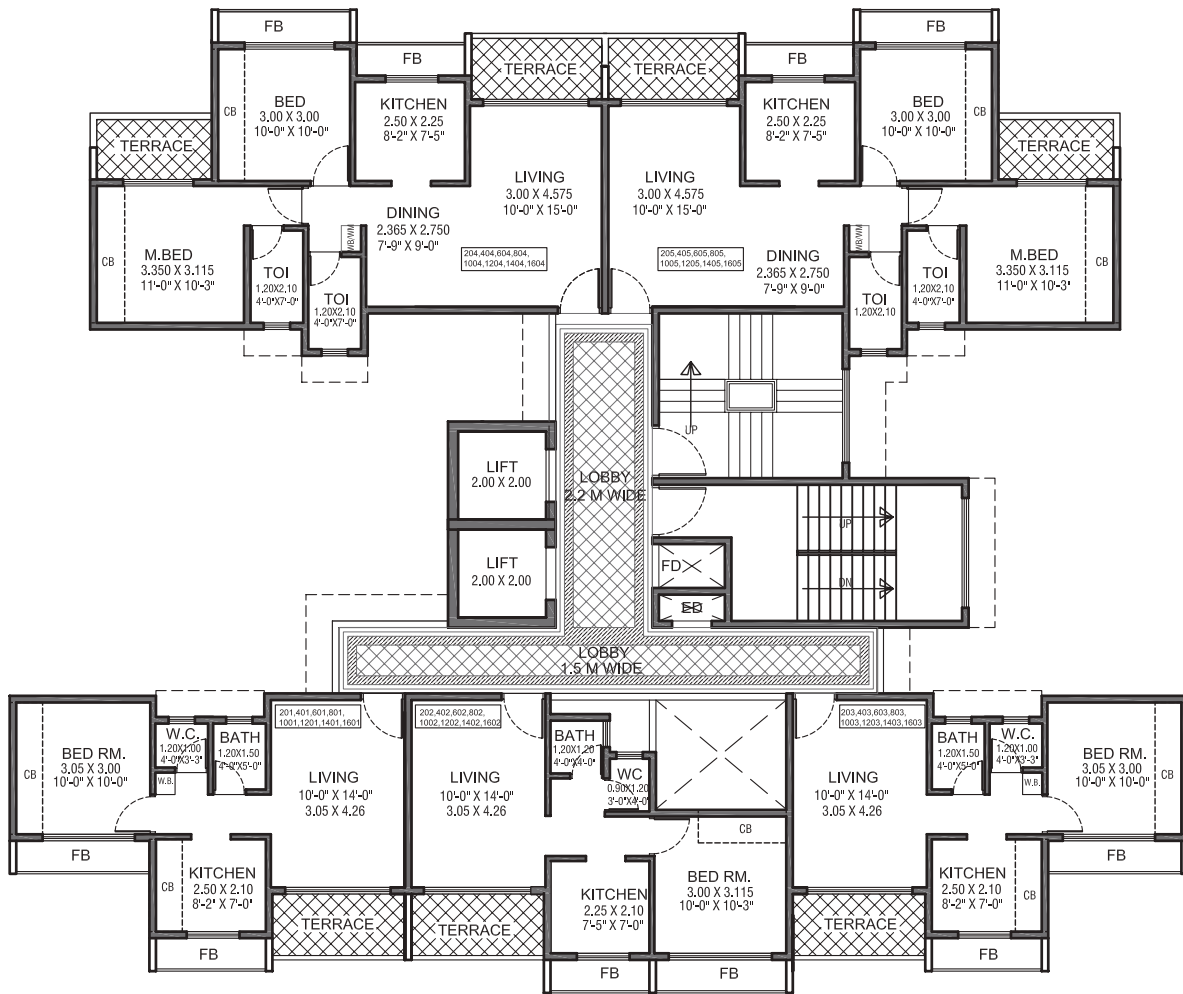 FB
FB
TERRACE
TERRACE
FB
FB
CB
BED
3.00 X 3.00
10'-0" X 10'-0"
KITCHEN
2.50 X 2.25
8'-2" X 7'-5"
KITCHEN
2.50 X 2.25
8'-2" X 7'-5"
BED
3.00 X 3.00
10'-0" X 10'-0"
CB
TERRACE
TERRACE
LIVING
3.00 X 4.575
10'-0" X 15'-0"
LIVING
3.00 X 4.575
10'-0" X 15'-0"
DINING
2.365 X 2.750
7'-9" X 9'-0"
204,404,604,804,
1004,1204,1404,1604
205,405,605,805,
1005,1205,1405,1605
DINING
2.365 X 2.750
7'-9" X 9'-0"
CB
M.BED
3.350 X 3.115
11'-0" X 10'-3"
WB/WM
TOI
1.20X2.10
4'-0"X7'-0"
TOI
1.20X2.10
4'-0"X7'-0"
WB/WM
TOI
1.20X2.10
TOI
1.20X2.10
4'-0"X7'-0"
M.BED
3.350 X 3.115
11'-0" X 10'-3"
CB
UP
LIFT
2.00 X 2.00
LOBBY
2.2 M WIDE
UP
LIFT
2.00 X 2.00
FD
DN
ED
LOBBY
1.5 M WIDE
201,401,601,801,
1001,1201,1401,1601
202,402,602,802,
1002,1202,1402,1602
203,403,603,803,
1003,1203,1403,1603
CB
BED RM.
3.05 X 3.00
10'-0" X 10'-0"
W.C.
1.20X1.00
4'-0"X3'-3"
W.B.
BATH
1.20X1.50
4'-0"X5'-0"
LIVING
10'-0" X 14'-0"
3.05 X 4.26
LIVING
10'-0" X 14'-0"
3.05 X 4.26
BATH
1.20X1.20
4'-0"X4'-0"
WC
0.90X1.20
3'-0"X4'-0"
LIVING
10'-0" X 14'-0"
3.05 X 4.26
BATH
1.20X1.50
4'-0"X5'-0"
W.C.
1.20X1.00
4'-0"X3'-3"
W.B.
BED RM.
3.05 X 3.00
10'-0" X 10'-0"
CB
FB
CB
KITCHEN
2.50 X 2.10
8'-2" X 7'-0"
CB
BED RM.
3.00 X 3.115
10'-0" X 10'-3"
KITCHEN
2.25 X 2.10
7'-5" X 7'-0"
KITCHEN
2.50 X 2.10
8'-2" X 7'-0"
CB
FB
TERRACE
TERRACE
TERRACE
FB
FB
FB
FB